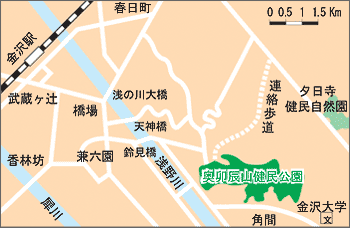 春日町
0 0.5 1 1.5Km
金沢駅
武蔵ヶ辻
橋場
浅の川大橋
天神橋
鈴見橋
香林坊
兼六園
浅野川
犀川
連絡歩道
夕日寺
健民自然園
奥卯辰山健民公園
金沢大学
角間
文